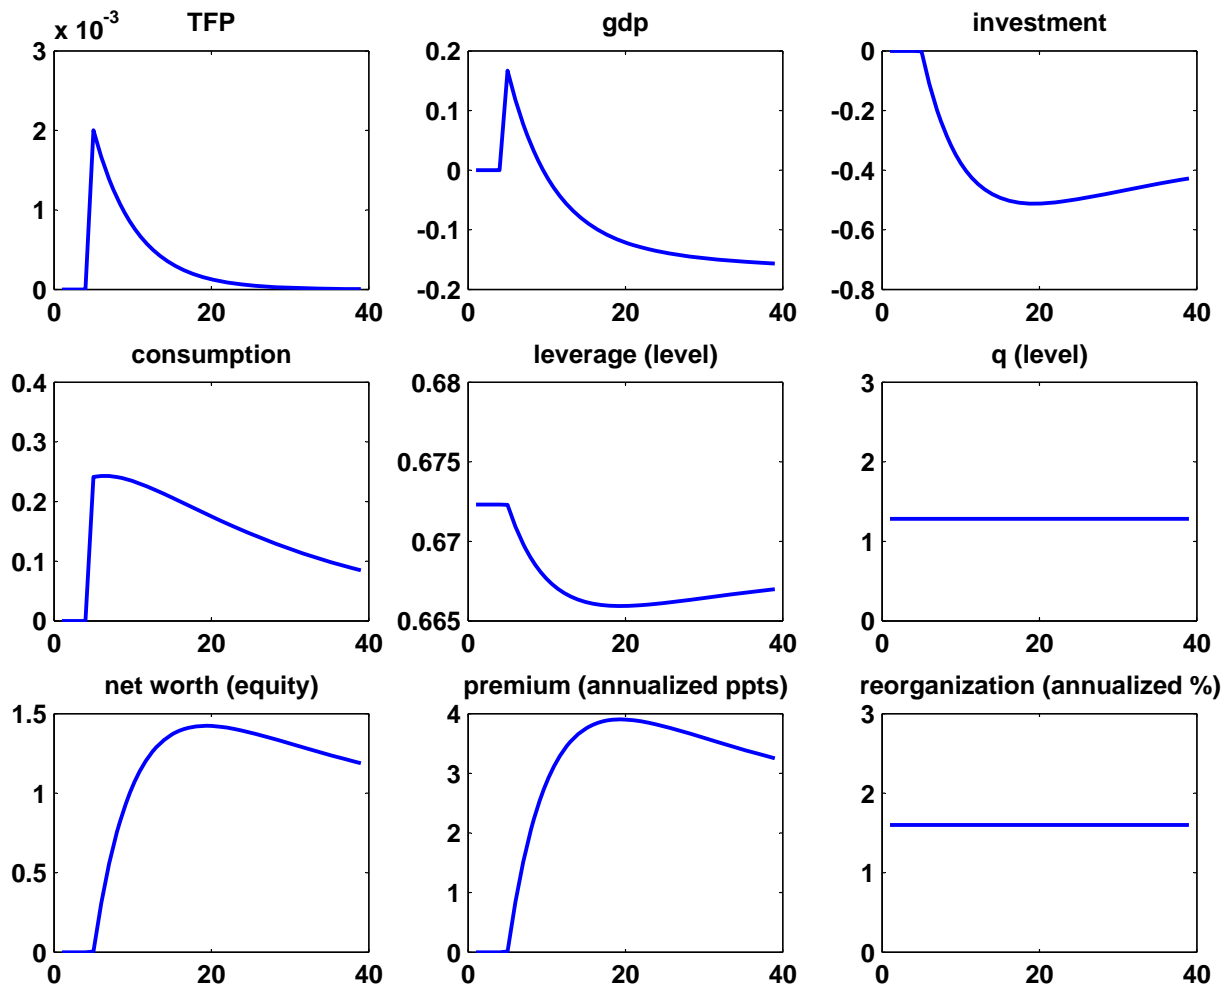 x 10^-3 TFP
3
2
1
0
0 20 40
gdp
0.2
0.1
0
-0.1
-0.2
0 20 40
investment
0
-0.2
-0.4
-0.6
-0.8
0 20 40
consumption
0.4
0.3
0.2
0.1
0
0 20 40
leverage (level)
0.68
0.675
0.67
0.665
0 20 40
q (level)
3
2
1
0
0 20 40
net worth (equity)
1.5
1
0.5
0
0 20 40
premium (annualized ppts)
4
3
2
1
0
0 20 40
reorganization (annualized %)
3
2
1
0
0 20 40